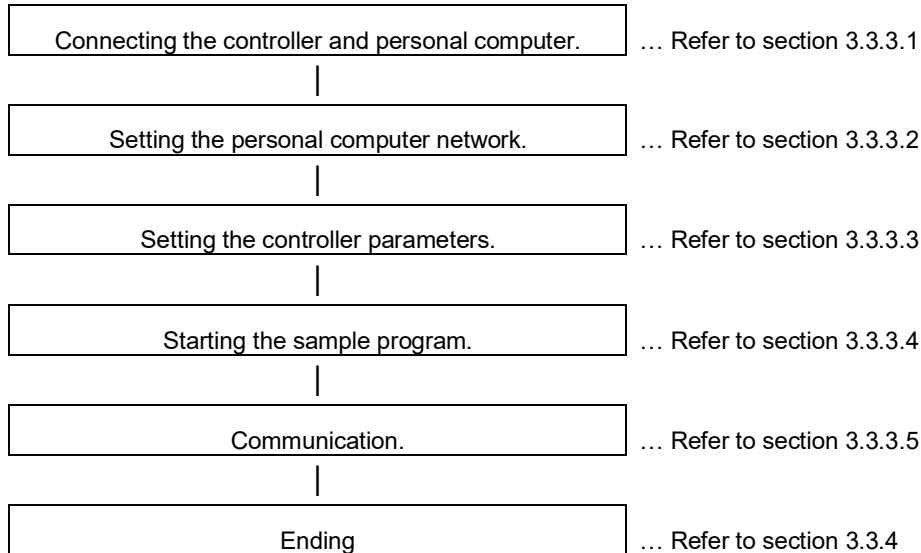 Connecting the controller and personal computer. … Refer to section 3.3.3.1
Setting the personal computer network. … Refer to section 3.3.3.2
Setting the controller parameters. … Refer to section 3.3.3.3
Starting the sample program. … Refer to section 3.3.3.4
Communication. … Refer to section 3.3.3.5
Ending … Refer to section 3.3.4